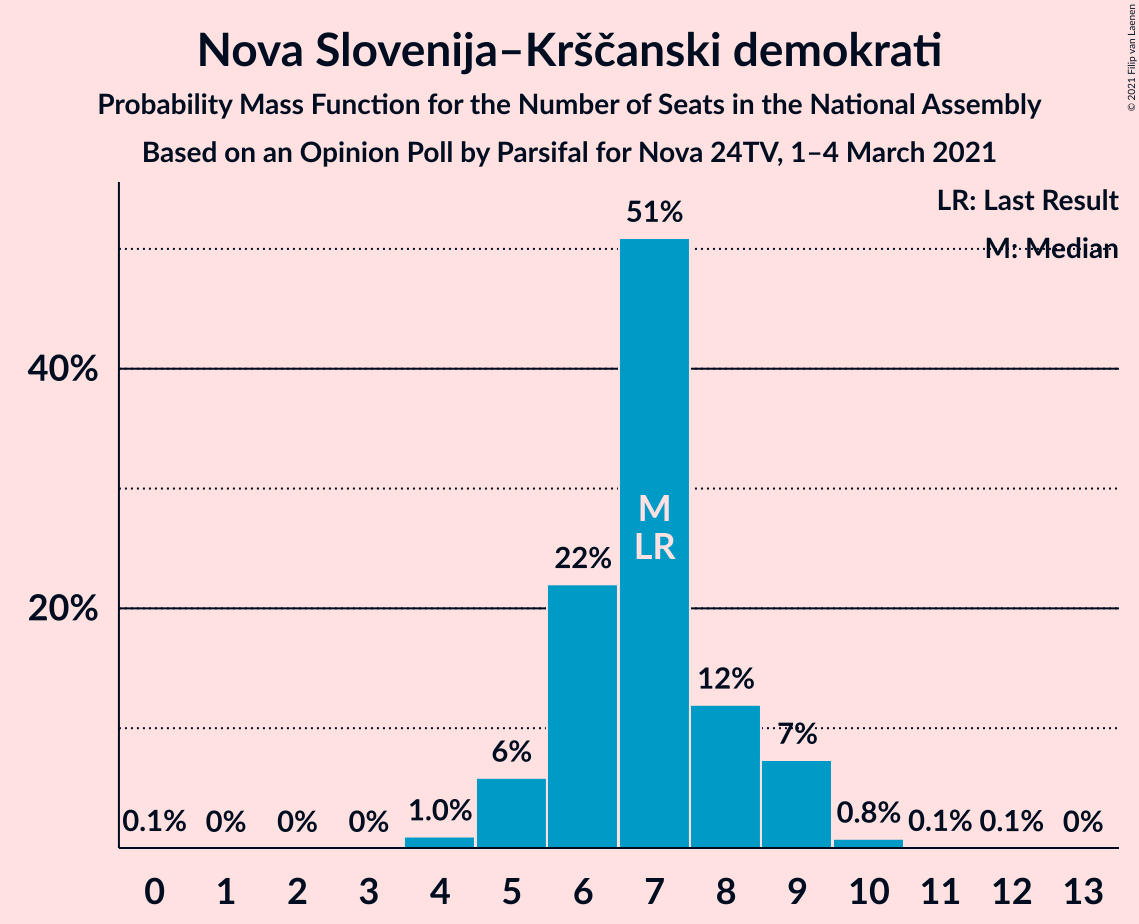 Nova Slovenija–Krščanski demokrati
Probability Mass Function for the Number of Seats in the National Assembly
Based on an Opinion Poll by Parsifal for Nova 24TV, 1–4 March 2021
© 2021 Filip van Laenen
LR: Last Result
M: Median
51%
40%
M
LR
22%
20%
12%
7%
6%
0.1% 0% 0% 0% 1.0% 0.8% 0.1% 0.1% 0%
0 1 2 3 4 5 6 7 8 9 10 11 12 13